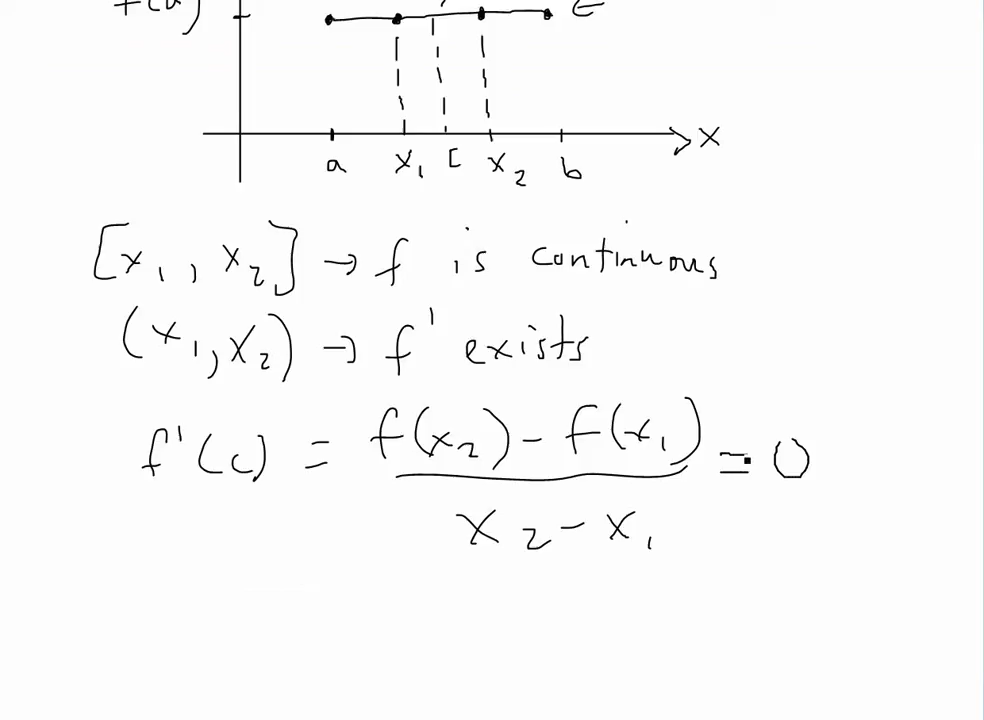 x
a x₁ c x₂ b
[x₁, x₂] → f is continuous
(x₁, x₂) → f' exists
f'(c) = f(x₂) - f(x₁) / x₂ - x₁ = 0